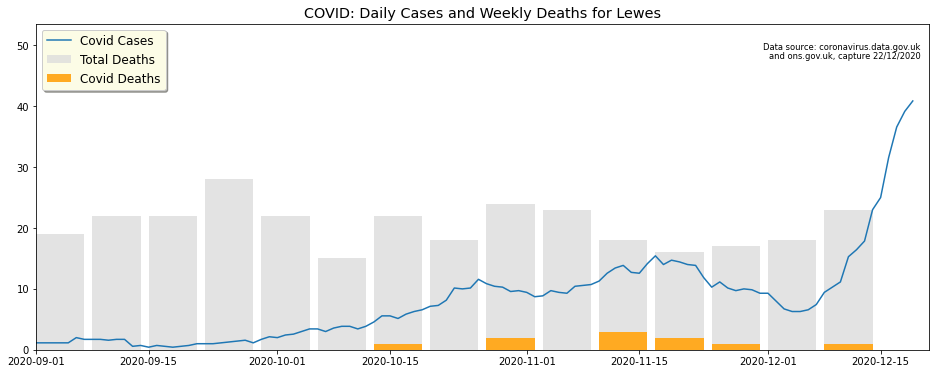 COVID: Daily Cases and Weekly Deaths for Lewes
Covid Cases
Total Deaths
Covid Deaths
Data source: coronavirus.data.gov.uk
and ons.gov.uk, capture 22/12/2020
50
40
30
20
10
0
2020-09-01
2020-09-15
2020-10-01
2020-10-15
2020-11-01
2020-11-15
2020-12-01
2020-12-15